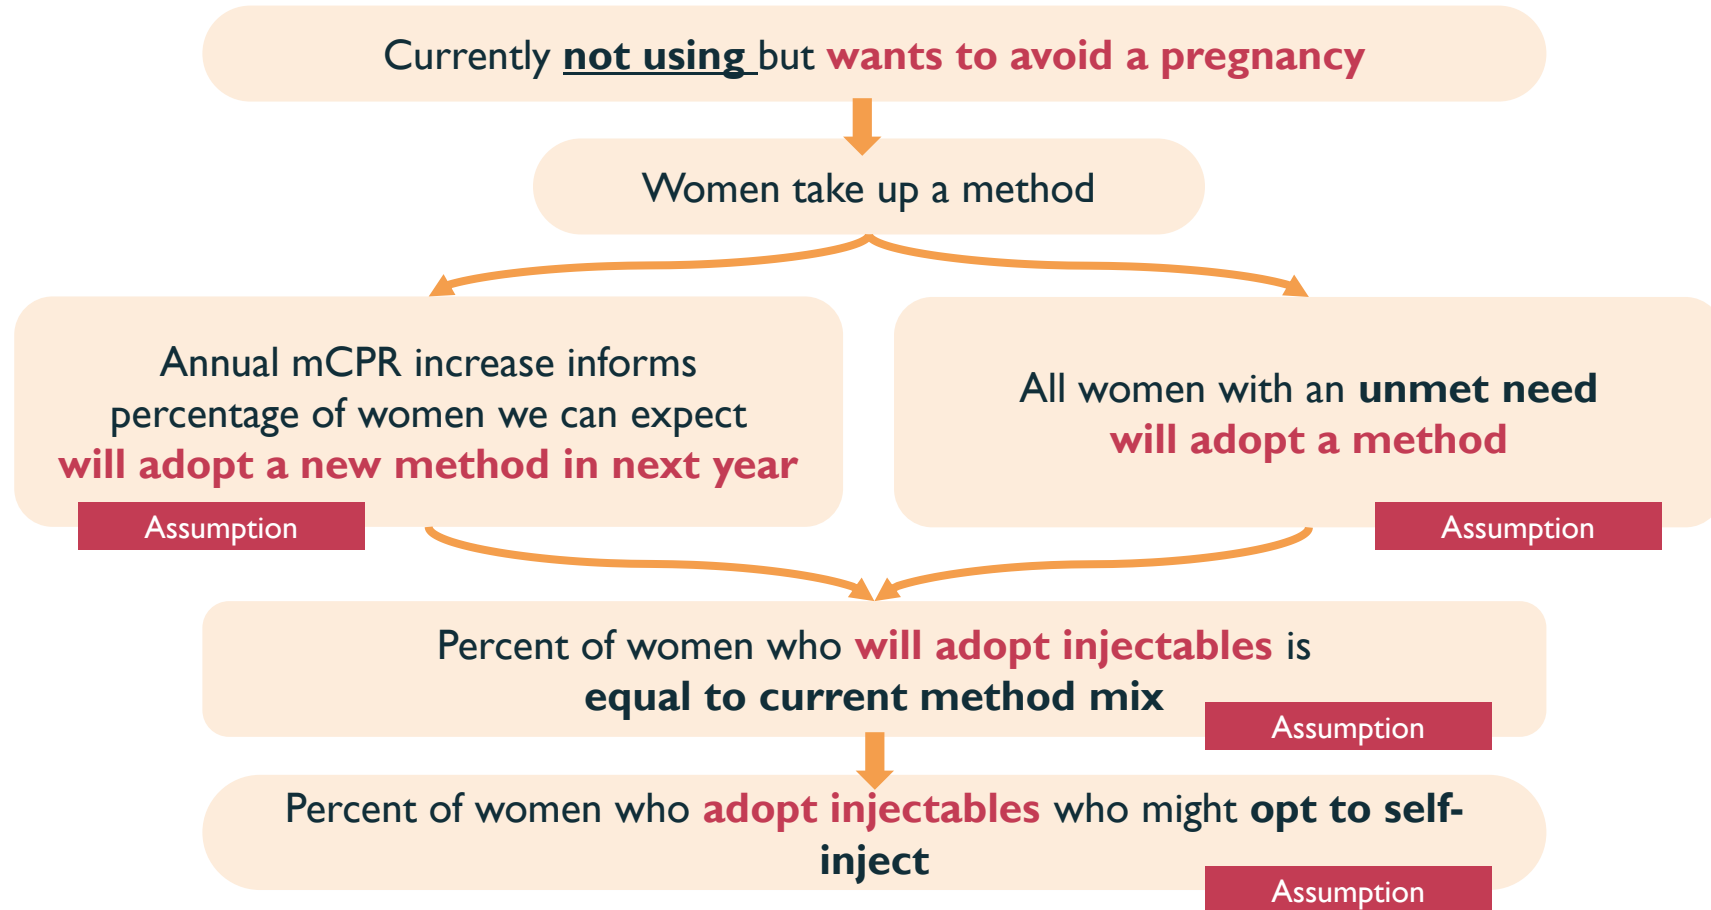 Currently not using but wants to avoid a pregnancy
Women take up a method
Annual mCPR increase informs
percentage of women we can expect
will adopt a new method in next year
Assumption
All women with an unmet need
will adopt a method
Assumption
Percent of women who will adopt injectables is
equal to current method mix
Assumption
Percent of women who adopt injectables who might opt to self-
inject
Assumption